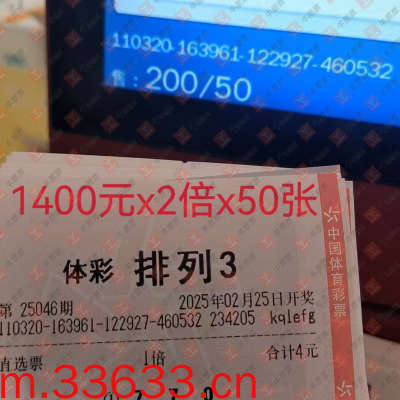 110320-163961-122927-460532
售：200/50
1400元x2倍x50张
体彩 排列3
第 25046期 2025年02月25日开奖
110320-163961-122927-460532 234205 kqlefg
直选票 1倍 合计4元
m.33633.cn
中国体育彩票